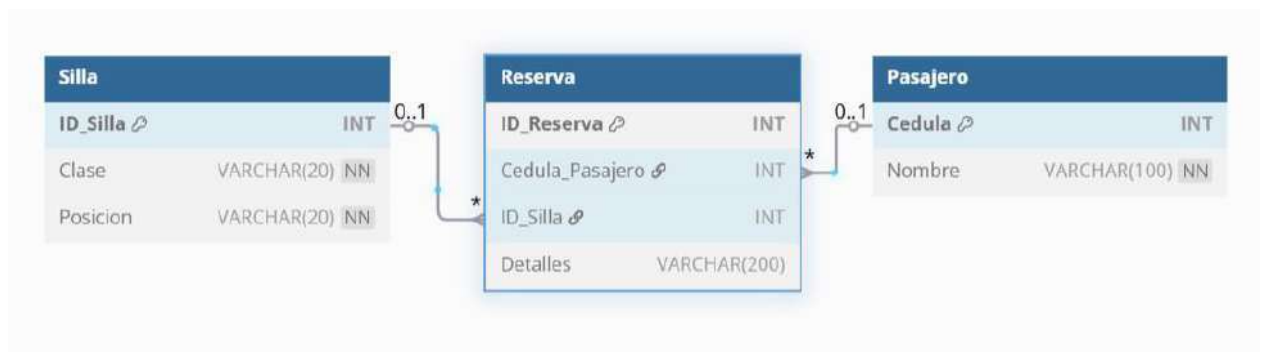 Silla
ID_Silla INT
Clase VARCHAR(20) NN
Posicion VARCHAR(20) NN
0..1
*
Reserva
ID_Reserva INT
Cedula_Pasajero INT
ID_Silla INT
Detalles VARCHAR(200)
*
0..1
Pasajero
Cedula INT
Nombre VARCHAR(100) NN